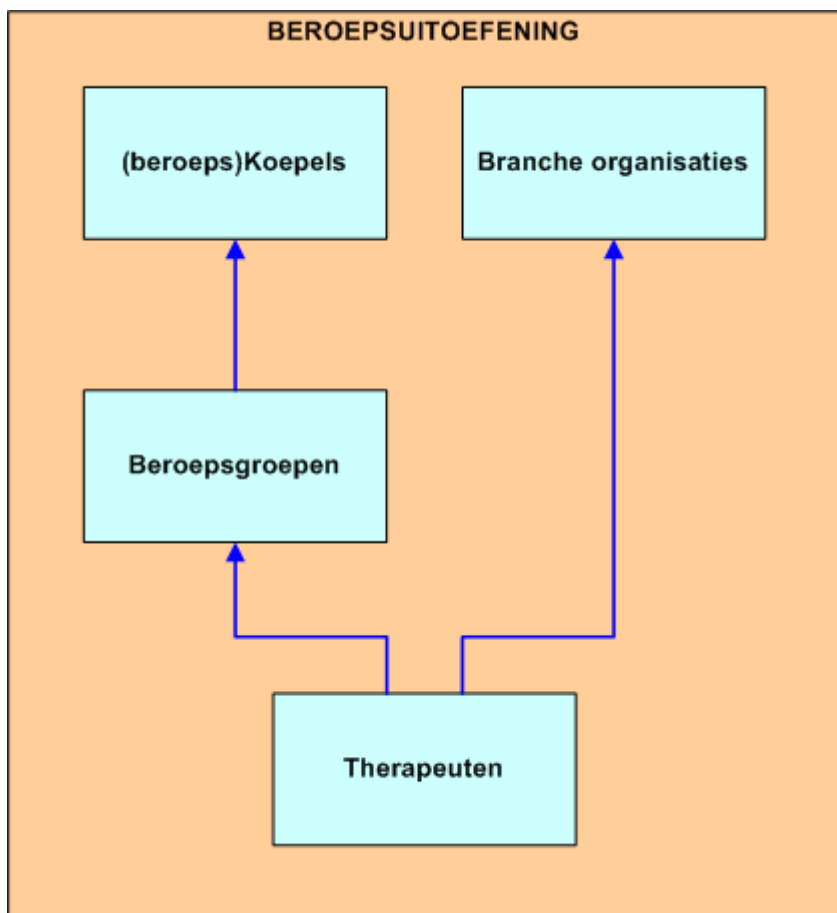 BEROEPSUITOEFENING
(beroeps)Koepels
Branche organisaties
Beroepsgroepen
Therapeuten